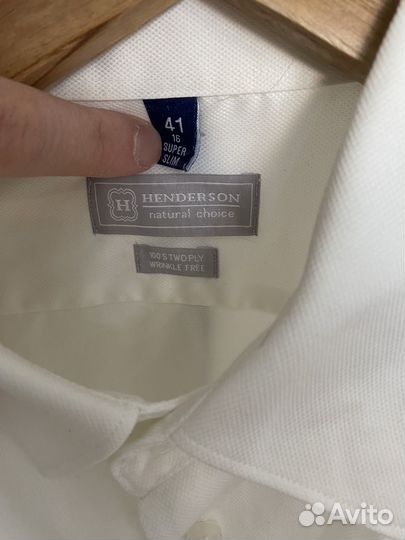 41
16
SUPER
SLIM
H HENDERSON
natural choice
100'S TWO PLY
WRINKLE FREE
Avito